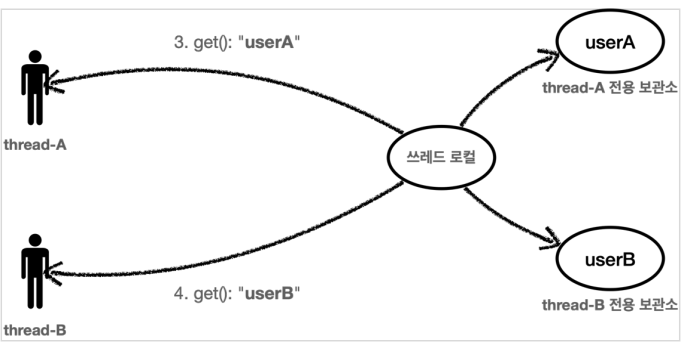 3. get(): "userA"
userA
thread-A 전용 보관소
thread-A
쓰레드 로컬
userB
thread-B 전용 보관소
4. get(): "userB"
thread-B